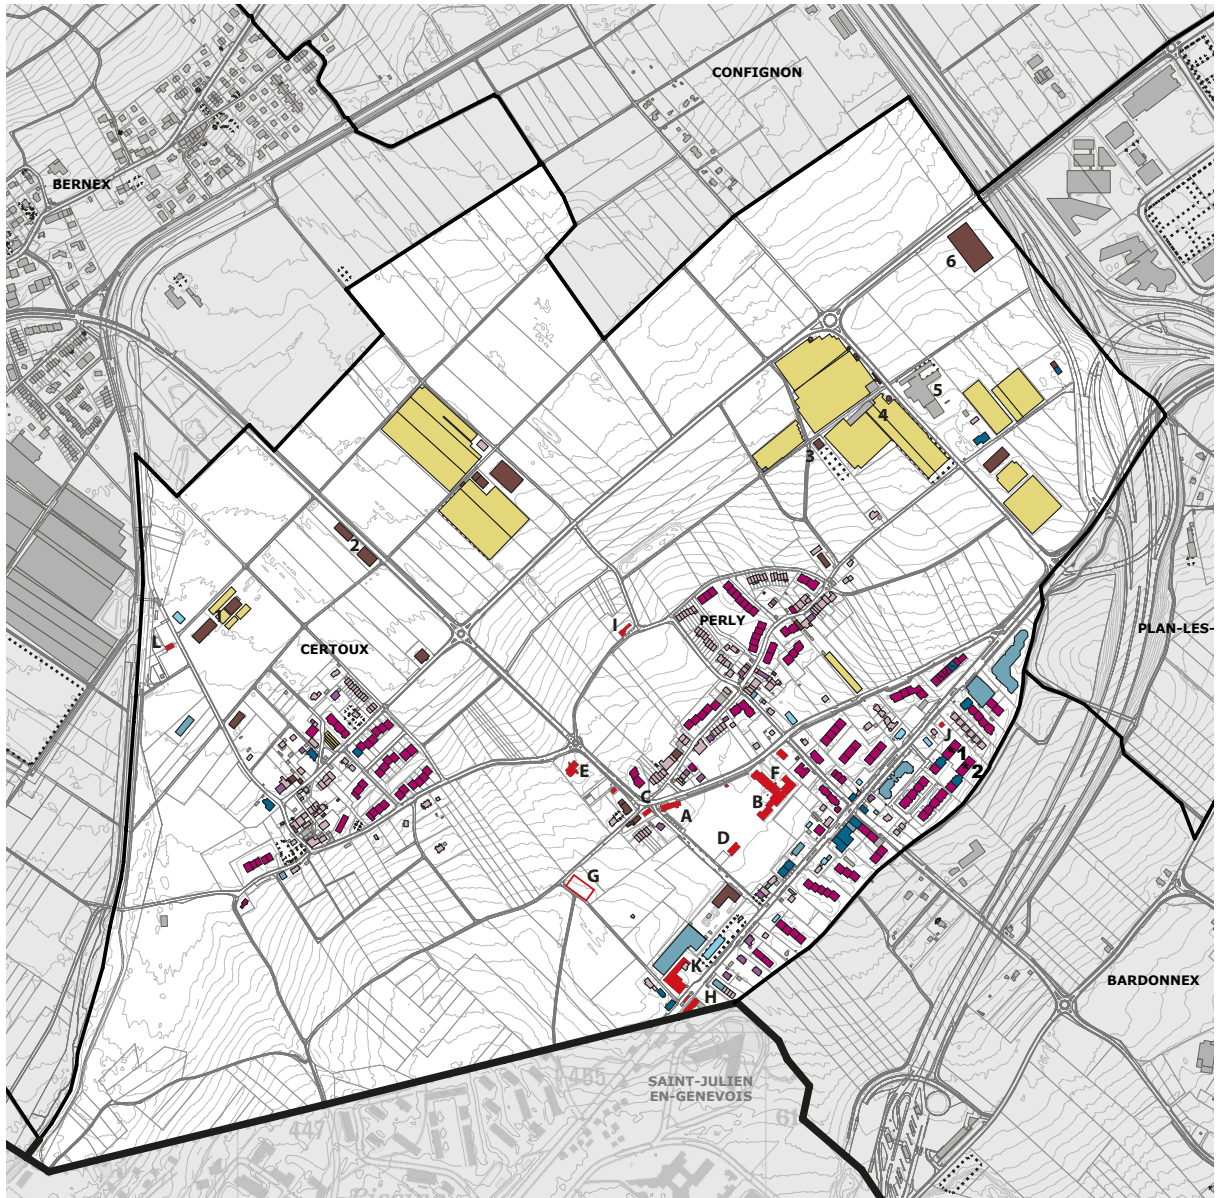 CONFIGNON
BERNEX
6
5
4
3
2
1
L
I
PERLY
PLAN-LES-
CERTOUX
J
1
2
E
F
C
A
B
D
G
K
H
BARDONNEX
SAINT-JULIEN
EN-GENEVOIS